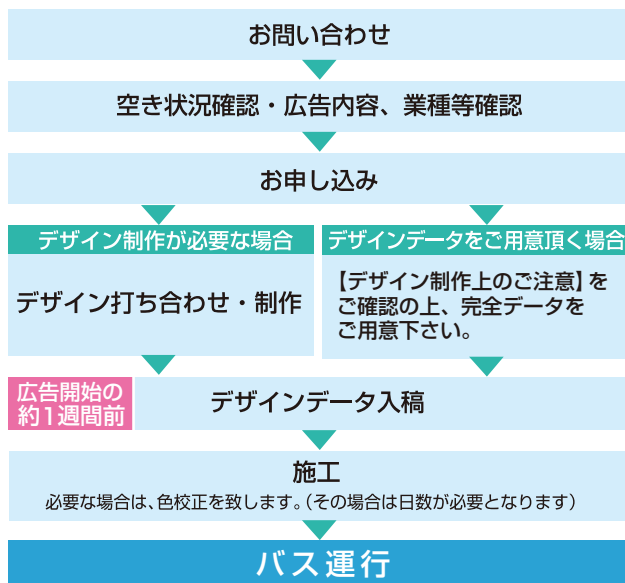 お問い合わせ
空き状況確認・広告内容、業種等確認
お申し込み
デザイン制作が必要な場合
デザイン打ち合わせ・制作
デザインデータをご用意頂く場合
【デザイン制作上のご注意】を
ご確認の上、完全データを
ご用意下さい。
広告開始の
約1週間前
デザインデータ入稿
施工
必要な場合は、色校正を致します。（その場合は日数が必要となります）
バス運行